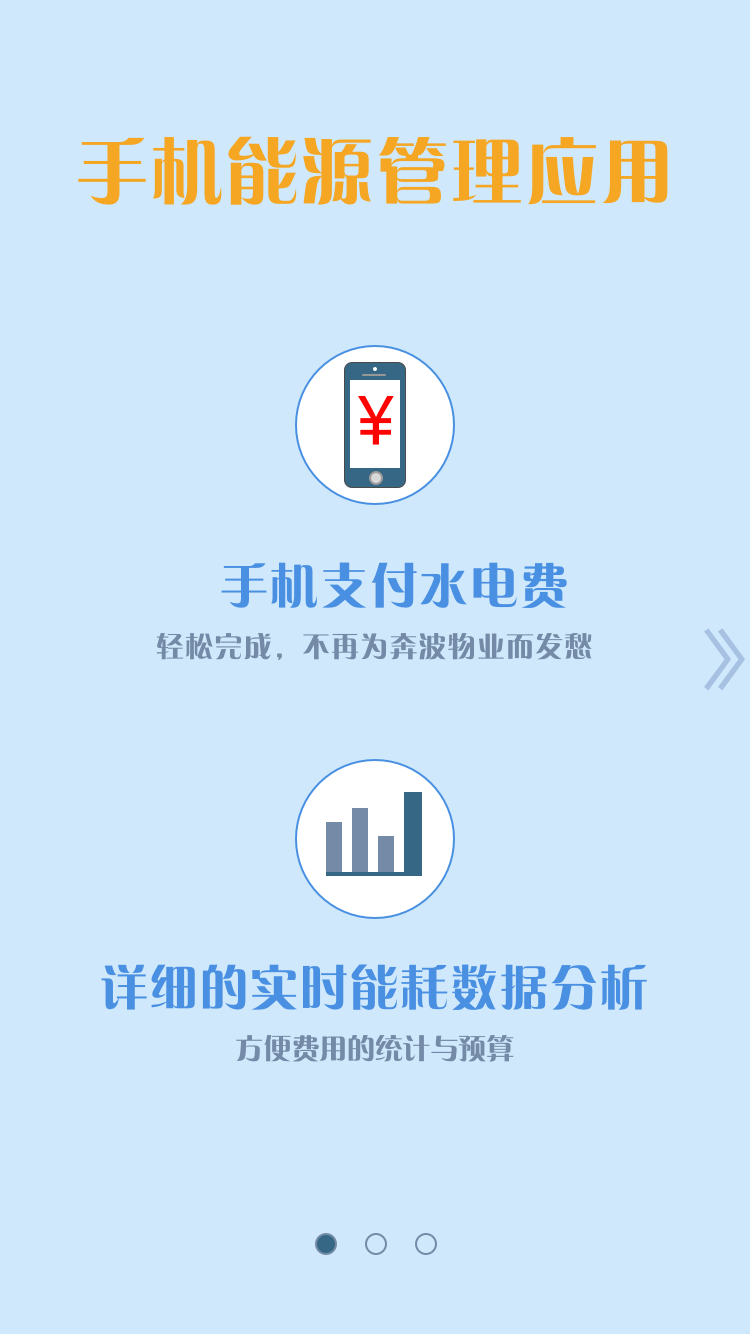 手机能源管理应用
¥
手机支付水电费
轻松完成，不再为奔波物业而发愁
详细的实时能耗数据分析
方便费用的统计与预算